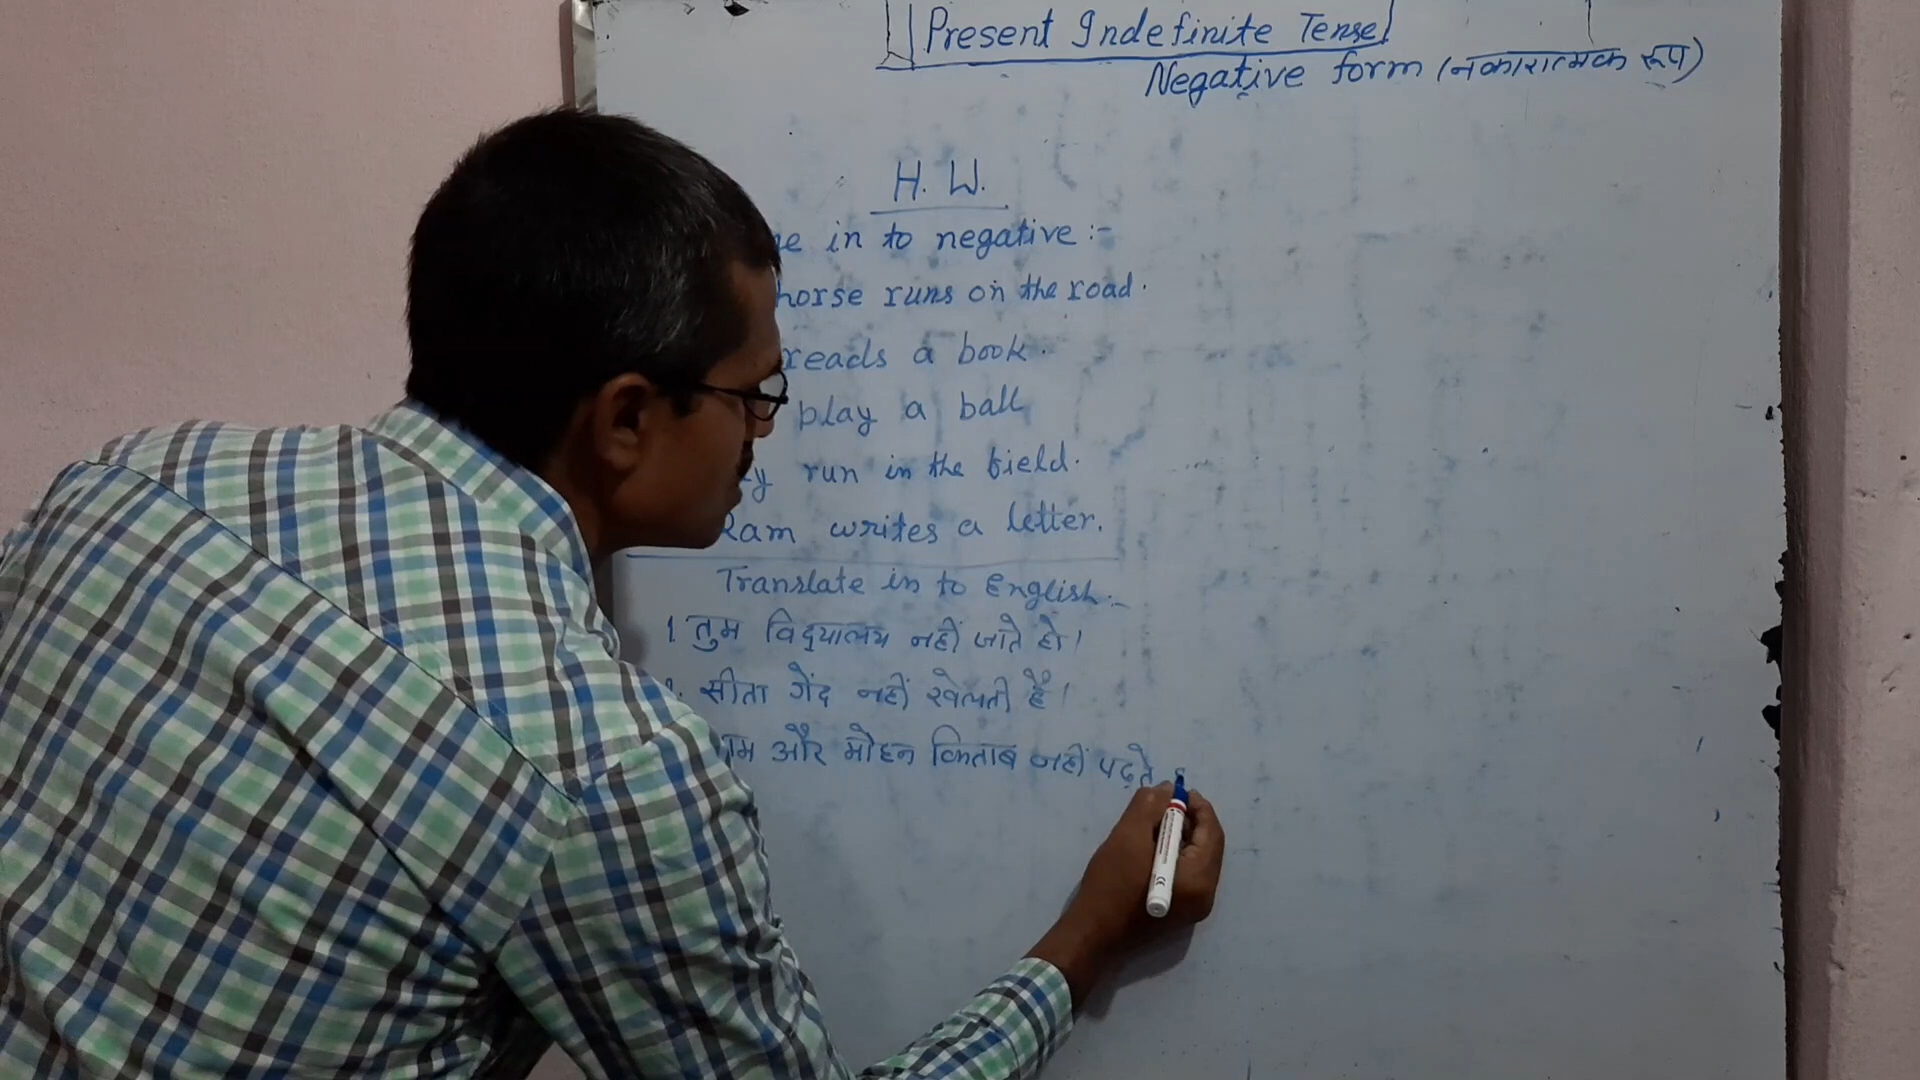 Present Indefinite Tense
Negative form (नकारात्मक रूप)
H. W.
in to negative :-
horse runs on the road.
reads a book.
play a ball
run in the field.
Ram writes a letter.
Translate in to English:-
1. तुम विद्यालय नहीं जाते हो।
सीता गेंद नहीं खेलती है।
और मोहन किताब नहीं पढ़ते